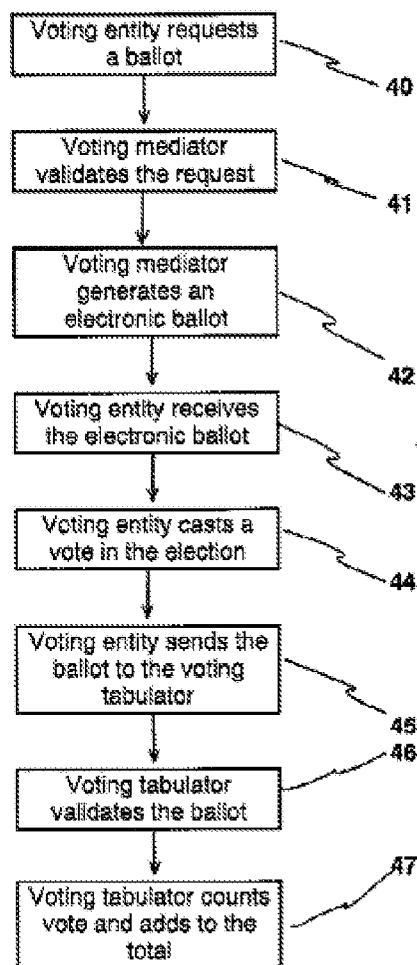 Voting entity requests
a ballot
40
Voting mediator
validates the request
41
Voting mediator
generates an
electronic ballot
42
Voting entity receives
the electronic ballot
43
Voting entity casts a
vote in the election
44
Voting entity sends the
ballot to the voting
tabulator
45
46
Voting tabulator
validates the ballot
47
Voting tabulator counts
vote and adds to the
total